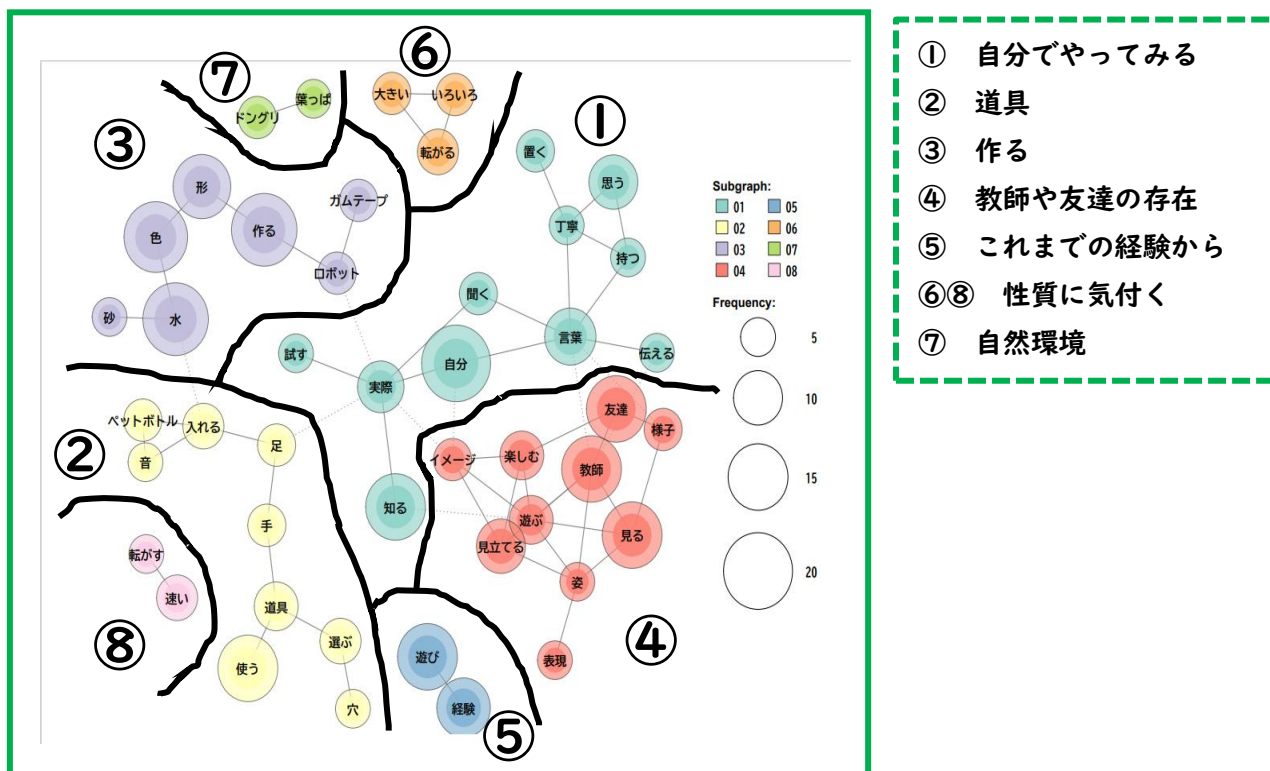 ⑦
⑥
①
③
葉っぱ
ドングリ
大きい
いろいろ
転がる
置く
思う
丁寧
持つ
形
ガムテープ
色
作る
ロボット
砂
水
聞く
言葉
伝える
試す
自分
実際
Subgraph:
01 05
02 06
03 07
04 08
Frequency:
5
10
15
20
ペットボトル
入れる
音
足
②
手
道具
選ぶ
使う
穴
転がす
速い
⑧
イメージ
楽しむ
友達
様子
教師
知る
遊ぶ
見立てる
見る
姿
表現
④
遊び
経験
⑤
① 自分でやってみる
② 道具
③ 作る
④ 教師や友達の存在
⑤ これまでの経験から
⑥⑧ 性質に気付く
⑦ 自然環境